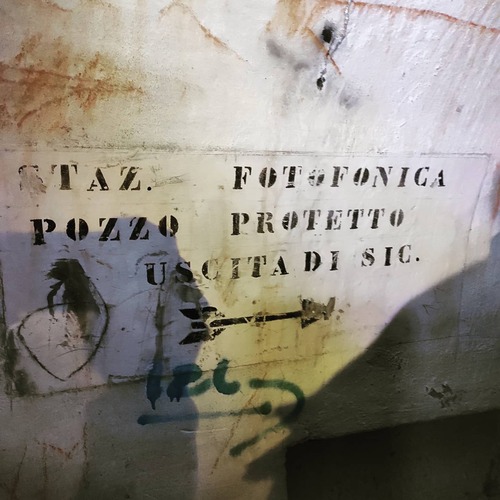 STAZ. FOTOFONICA
POZZO PROTETTO
USCITA DI SIC.